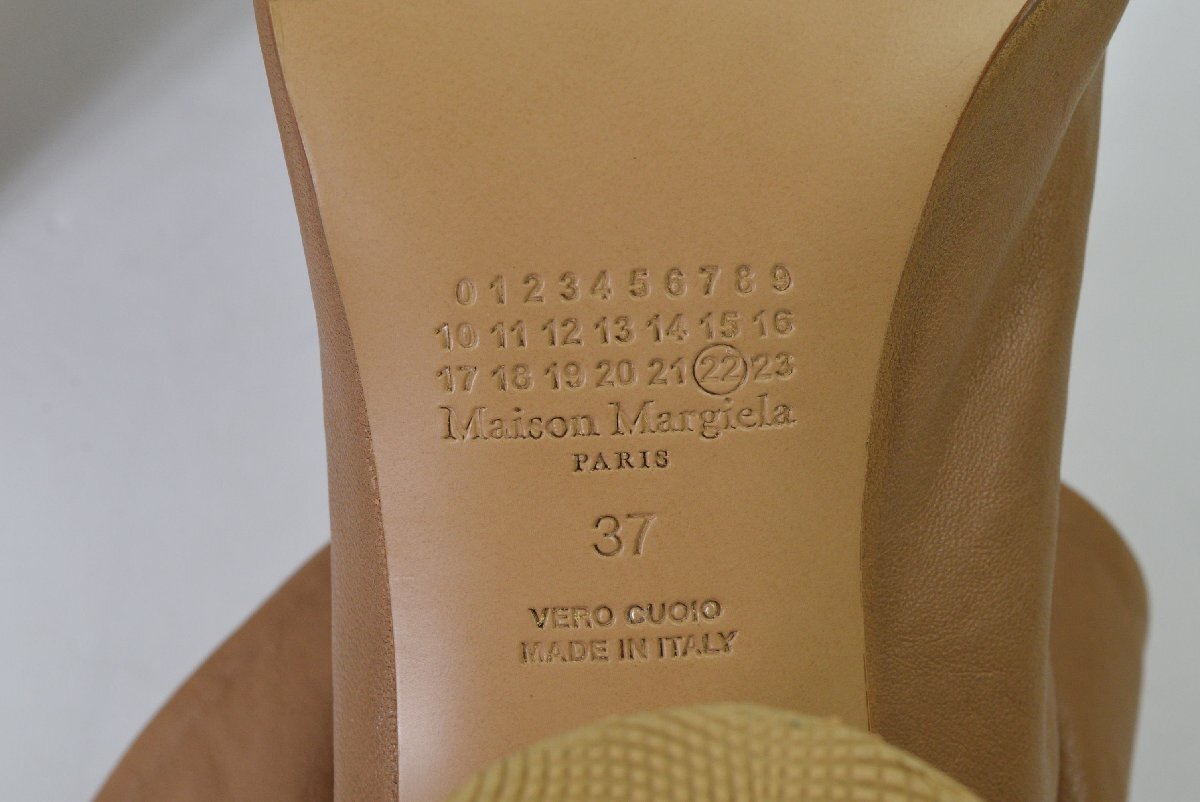 0 1 2 3 4 5 6 7 8 9
10 11 12 13 14 15 16
17 18 19 20 21 22 23
Maison Margiela
PARIS
37
VERO CUOIO
MADE IN ITALY